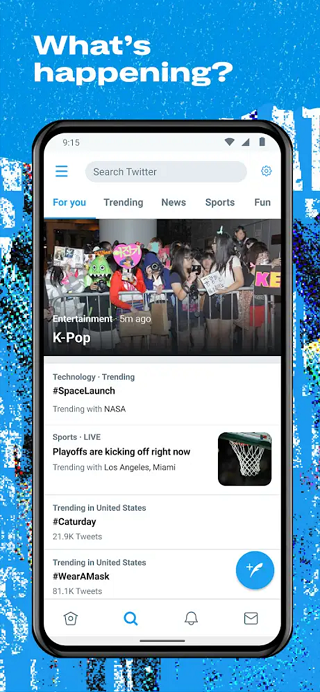 What's
happening?
9:15
Search Twitter
For you Trending News Sports Fun
Entertainment · 5m ago
K-Pop
Technology · Trending
#SpaceLaunch
Trending with NASA
Sports · LIVE
Playoffs are kicking off right now
Trending with Los Angeles, Miami
Trending in United States
#Caturday
21.9K Tweets
Trending in United States
#WearAMask
81.1K Tweets